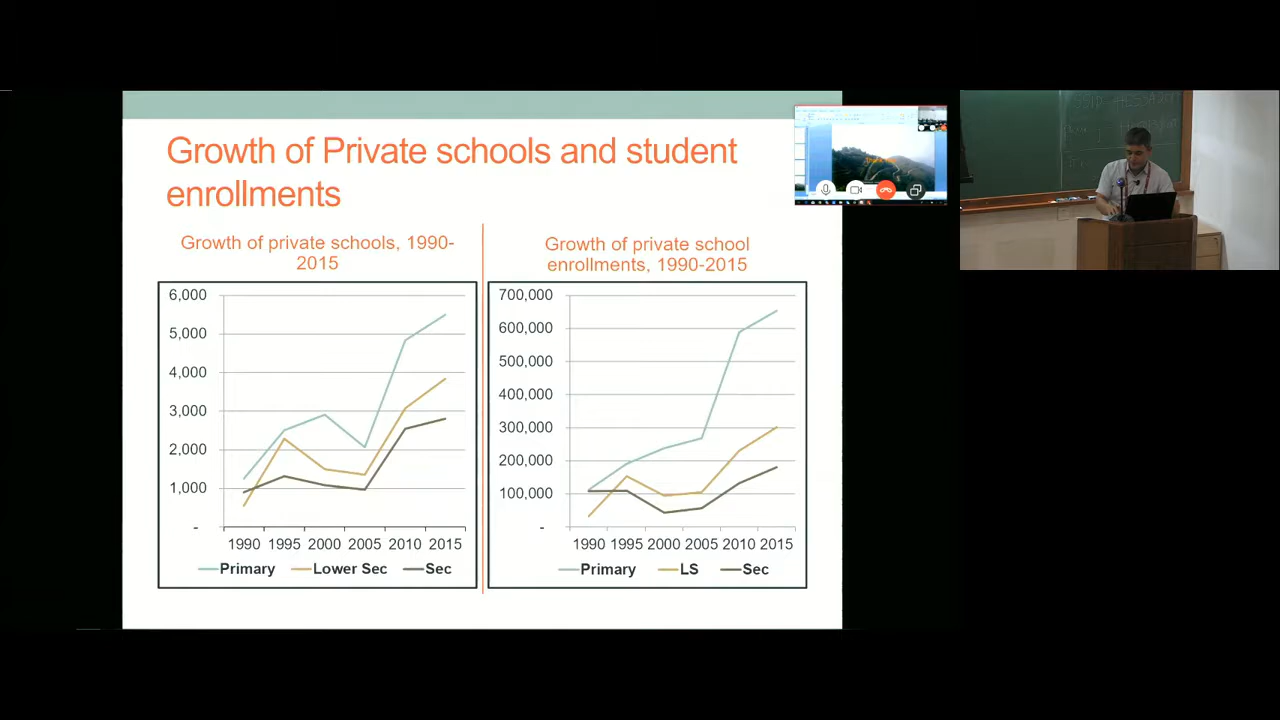 Growth of Private schools and student
enrollments
Growth of private schools, 1990-
2015
6,000
5,000
4,000
3,000
2,000
1,000
-
1990 1995 2000 2005 2010 2015
Primary Lower Sec Sec
Growth of private school
enrollments, 1990-2015
700,000
600,000
500,000
400,000
300,000
200,000
100,000
-
1990 1995 2000 2005 2010 2015
Primary LS Sec